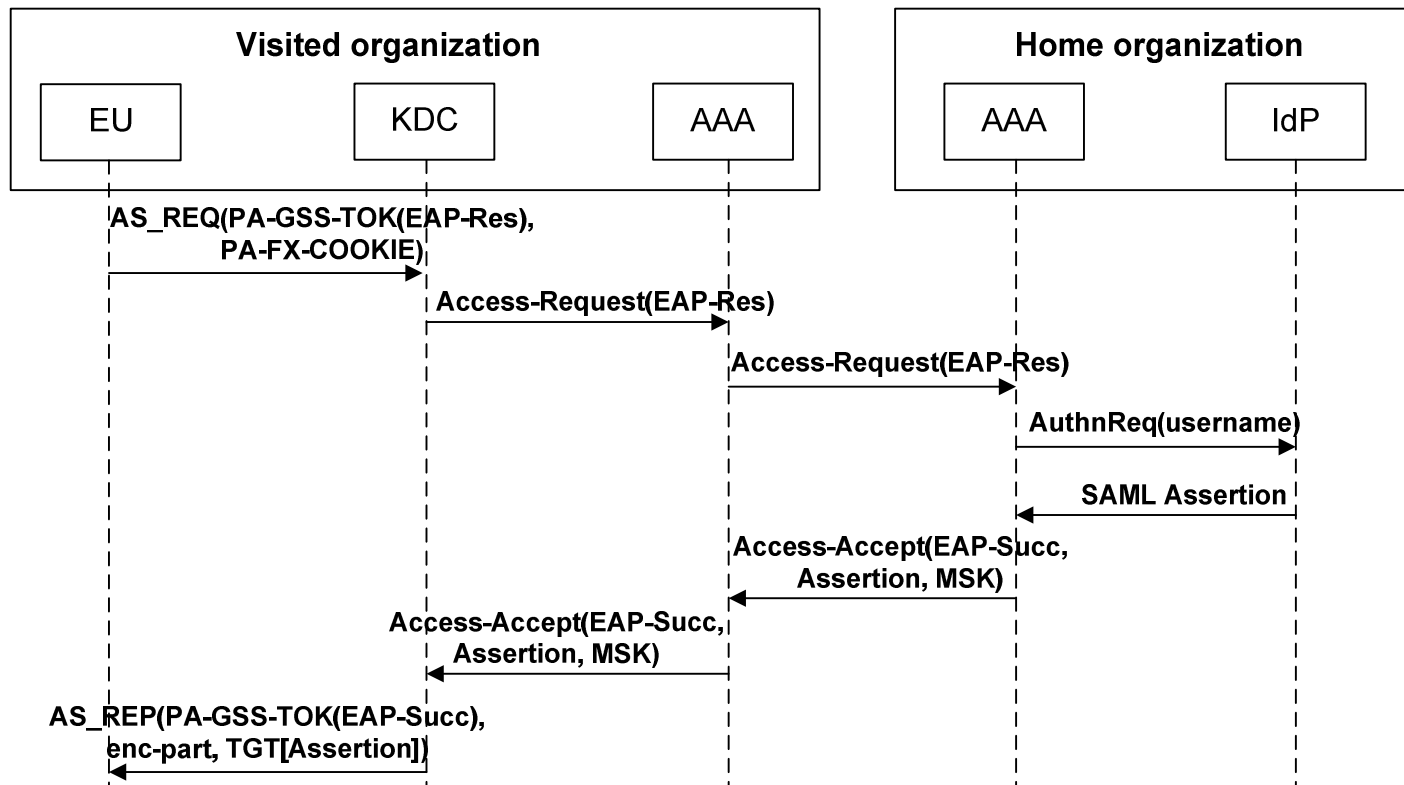 Visited organization
Home organization
EU
KDC
AAA
AAA
IdP
AS_REQ(PA-GSS-TOK(EAP-Res),
PA-FX-COOKIE)
Access-Request(EAP-Res)
Access-Request(EAP-Res)
AuthnReq(username)
SAML Assertion
Access-Accept(EAP-Succ,
Assertion, MSK)
Access-Accept(EAP-Succ,
Assertion, MSK)
AS_REP(PA-GSS-TOK(EAP-Succ),
enc-part, TGT[Assertion])